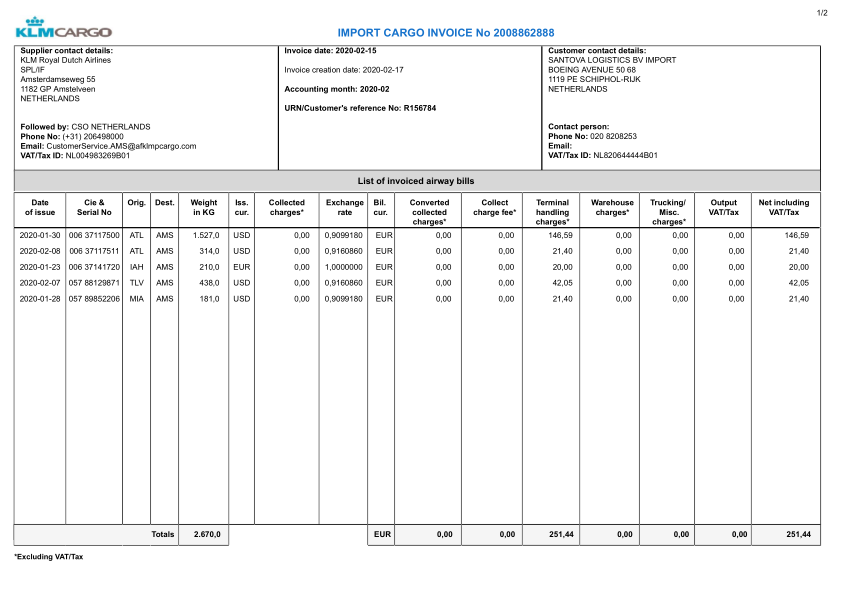 1/2
KLMCARGO
IMPORT CARGO INVOICE No 2008862888
Supplier contact details:
KLM Royal Dutch Airlines
SPL/IF
Amsterdamseweg 55
1182 GP Amstelveen
NETHERLANDS
Followed by: CSO NETHERLANDS
Phone No: (+31) 206498000
Email: CustomerService.AMS@afklmpcargo.com
VAT/Tax ID: NL004983269B01
Invoice date: 2020-02-15
Invoice creation date: 2020-02-17
Accounting month: 2020-02
URN/Customer's reference No: R156784
Customer contact details:
SANTOVA LOGISTICS BV IMPORT
BOEING AVENUE 50 68
1119 PE SCHIPHOL-RIJK
NETHERLANDS
Contact person:
Phone No: 020 8208253
Email:
VAT/Tax ID: NL820644444B01
List of invoiced airway bills
Date of issue Cie & Serial No Orig. Dest. Weight in KG Iss. cur. Collected charges* Exchange rate Bil. cur. Converted collected charges* Collect charge fee* Terminal handling charges* Warehouse charges* Trucking/ Misc. charges* Output VAT/Tax Net including VAT/Tax
2020-01-30 006 37117500 ATL AMS 1.527,0 USD 0,00 0,9099180 EUR 0,00 0,00 146,59 0,00 0,00 0,00 146,59
2020-02-08 006 37117511 ATL AMS 314,0 USD 0,00 0,9160860 EUR 0,00 0,00 21,40 0,00 0,00 0,00 21,40
2020-01-23 006 37141720 IAH AMS 210,0 EUR 0,00 1,0000000 EUR 0,00 0,00 20,00 0,00 0,00 0,00 20,00
2020-02-07 057 88129871 TLV AMS 438,0 USD 0,00 0,9160860 EUR 0,00 0,00 42,05 0,00 0,00 0,00 42,05
2020-01-28 057 89852206 MIA AMS 181,0 USD 0,00 0,9099180 EUR 0,00 0,00 21,40 0,00 0,00 0,00 21,40
Totals 2.670,0 EUR 0,00 0,00 251,44 0,00 0,00 0,00 251,44
*Excluding VAT/Tax